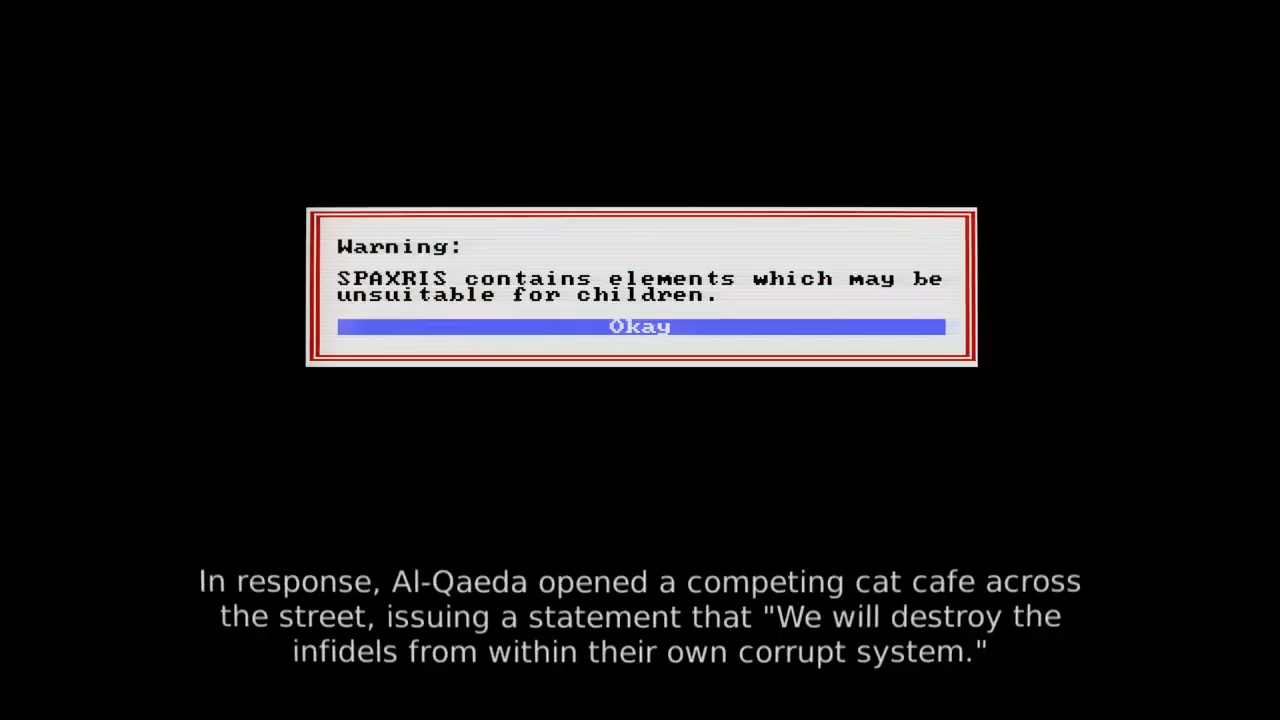 Warning:
SPAXRIS contains elements which may be
unsuitable for children.
Okay
In response, Al-Qaeda opened a competing cat cafe across
the street, issuing a statement that "We will destroy the
infidels from within their own corrupt system."